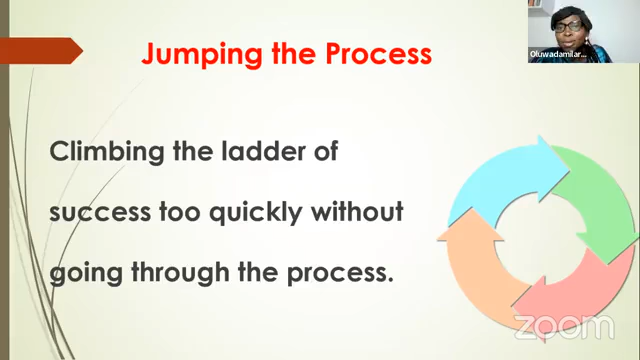 Jumping the Process
Oluwadamilar...
Climbing the ladder of
success too quickly without
going through the process.
zoom